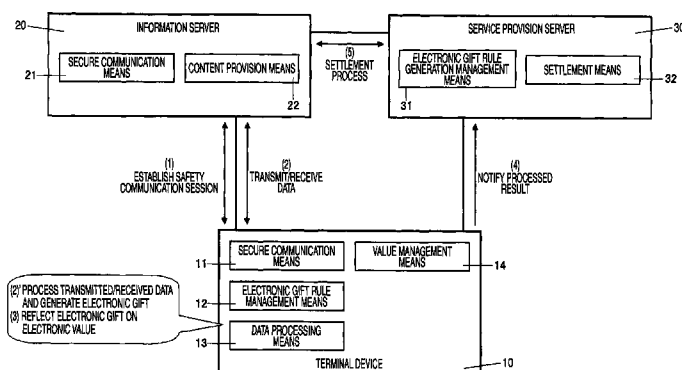 20
INFORMATION SERVER
SECURE COMMUNICATION
MEANS
21
CONTENT PROVISION MEANS
22
(5)
SETTLEMENT
PROCESS
SERVICE PROVISION SERVER
30
ELECTRONIC GIFT RULE
GENERATION MANAGEMENT
MEANS
31
SETTLEMENT MEANS
32
(1)
ESTABLISH SAFETY
COMMUNICATION SESSION
(2)
TRANSMIT/RECEIVE
DATA
(4)
NOTIFY PROCESSED
RESULT
(2)' PROCESS TRANSMITTED/RECEIVED DATA
AND GENERATE ELECTRONIC GIFT
(3) REFLECT ELECTRONIC GIFT ON
ELECTRONIC VALUE
SECURE COMMUNICATION
MEANS
11
VALUE MANAGEMENT
MEANS
14
ELECTRONIC GIFT RULE
MANAGEMENT MEANS
12
DATA PROCESSING
MEANS
13
TERMINAL DEVICE
10